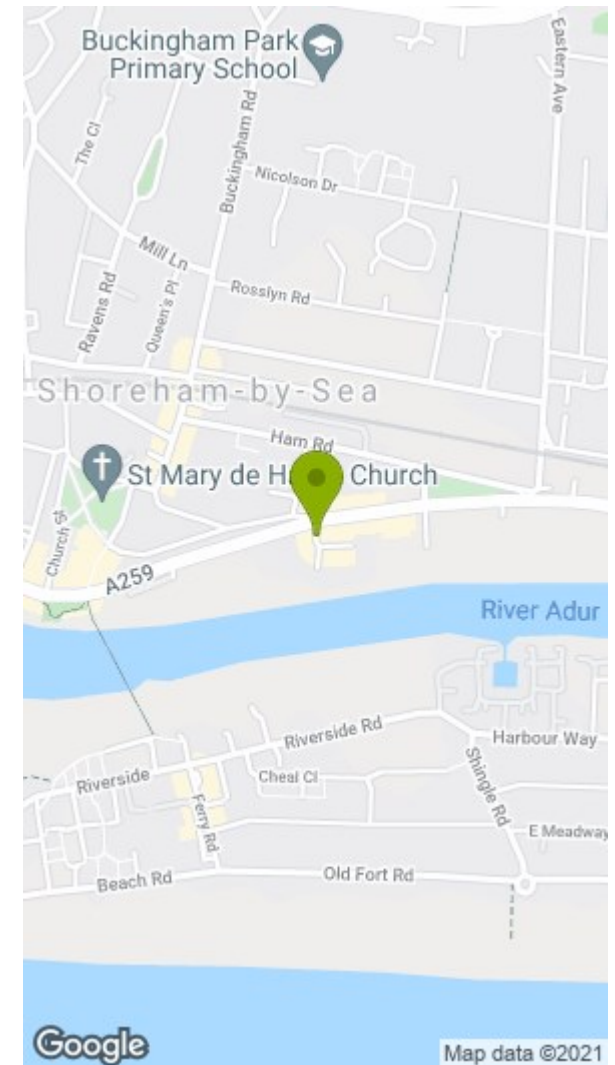 Buckingham Park
Primary School
Eastern Ave
The Cl
Buckingham Rd
Nicolson Dr
Mill Ln
Ravens Rd
Queen's Pl
Rosslyn Rd
Shoreham-by-Sea
Ham Rd
St Mary de H Church
Church St
A259
River Adur
Riverside Rd
Harbour Way
Riverside
Cheal Cl
Shingle Rd
Ferry Rd
E Meadway
Beach Rd
Old Fort Rd
Google
Map data ©2021